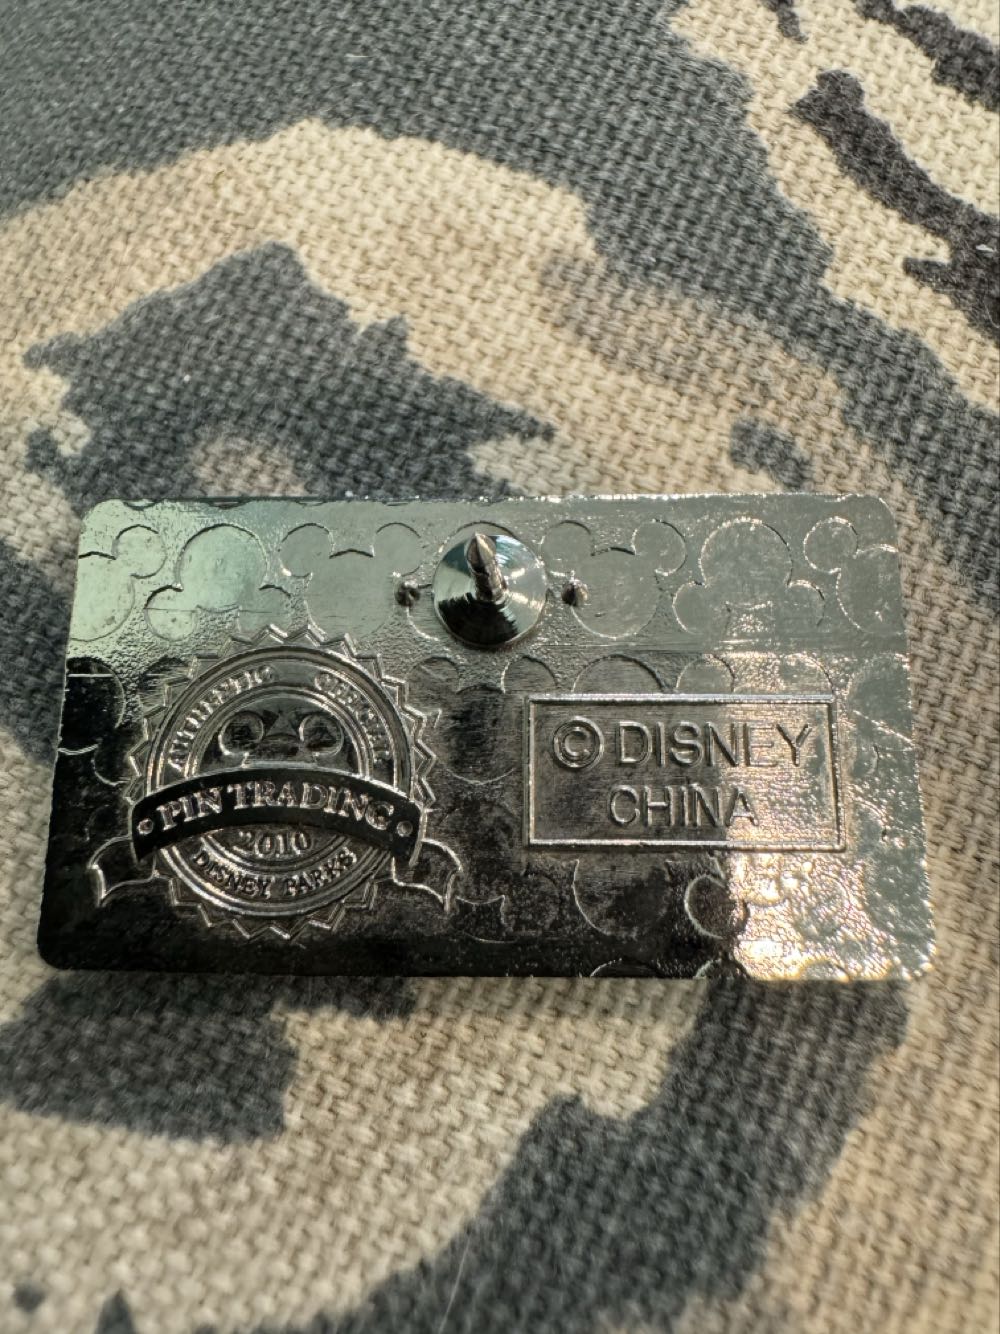 AUTHENTIC OFFICIAL
• PIN TRADING •
2010
DISNEY PARKS
© DISNEY
CHINA